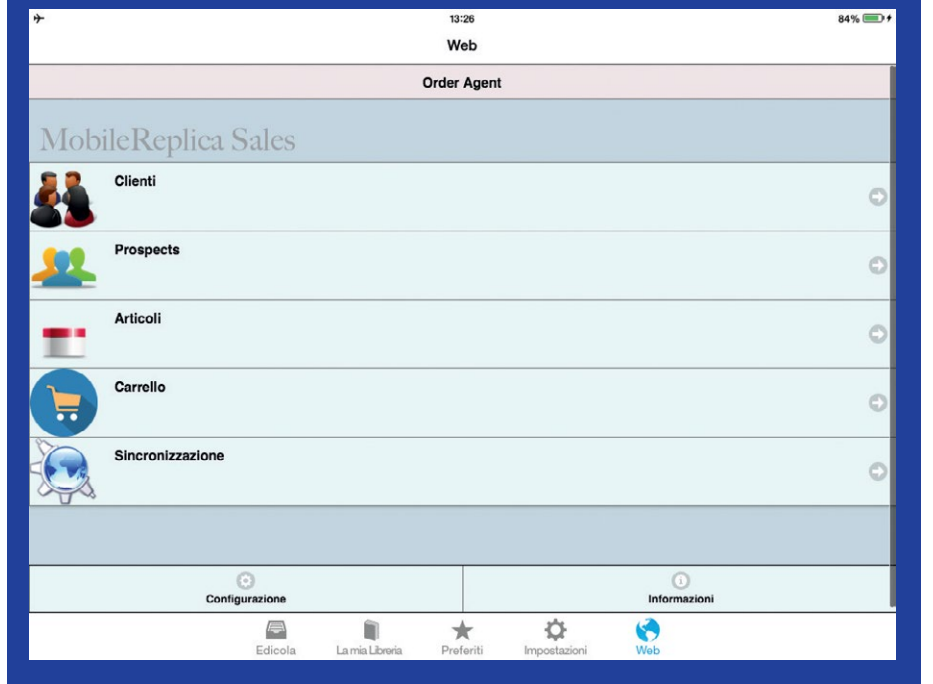 13:26
84%
Web
Order Agent
MobileReplica Sales
Clienti
Prospects
Articoli
Carrello
Sincronizzazione
Configurazione
Informazioni
Edicola
La mia Libreria
Preferiti
Impostazioni
Web